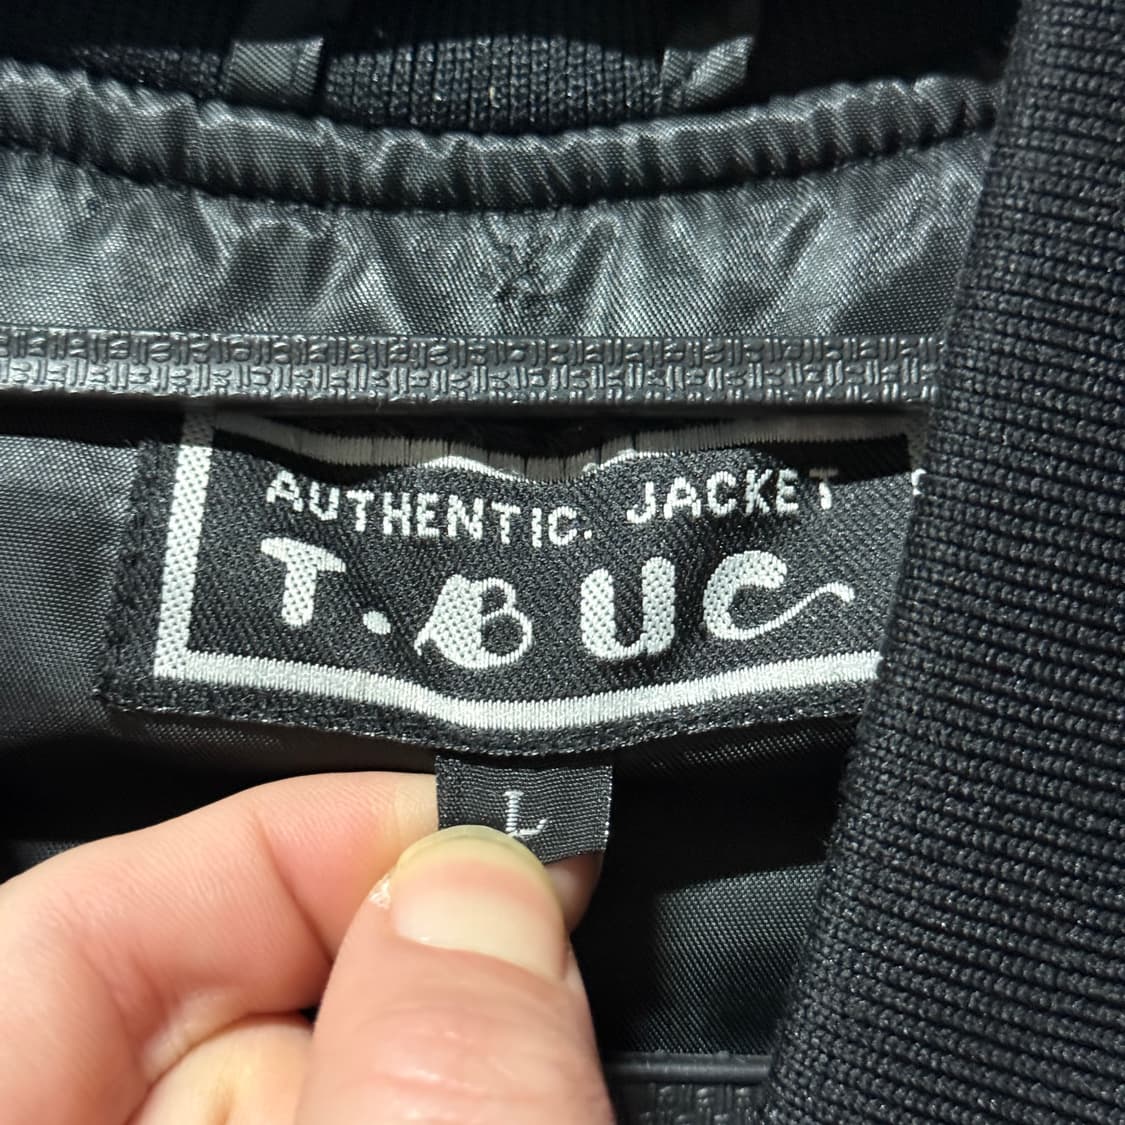 AUTHENTIC. JACKET
T. BUC
L